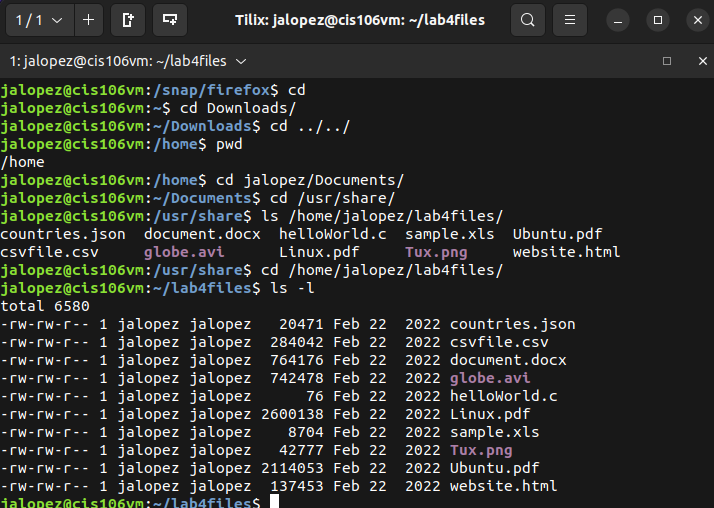 1 / 1 Tilix: jalopez@cis106vm: ~/lab4files
1: jalopez@cis106vm: ~/lab4files
jalopez@cis106vm:/snap/firefox$ cd
jalopez@cis106vm:~$ cd Downloads/
jalopez@cis106vm:~/Downloads$ cd ../../
jalopez@cis106vm:/home$ pwd
/home
jalopez@cis106vm:/home$ cd jalopez/Documents/
jalopez@cis106vm:~/Documents$ cd /usr/share/
jalopez@cis106vm:/usr/share$ ls /home/jalopez/lab4files/
countries.json  document.docx  helloWorld.c  sample.xls  Ubuntu.pdf
csvfile.csv     globe.avi      Linux.pdf     Tux.png     website.html
jalopez@cis106vm:/usr/share$ cd /home/jalopez/lab4files/
jalopez@cis106vm:~/lab4files$ ls -l
total 6580
-rw-rw-r-- 1 jalopez jalopez   20471 Feb 22  2022 countries.json
-rw-rw-r-- 1 jalopez jalopez  284042 Feb 22  2022 csvfile.csv
-rw-rw-r-- 1 jalopez jalopez  764176 Feb 22  2022 document.docx
-rw-rw-r-- 1 jalopez jalopez  742478 Feb 22  2022 globe.avi
-rw-rw-r-- 1 jalopez jalopez      76 Feb 22  2022 helloWorld.c
-rw-rw-r-- 1 jalopez jalopez 2600138 Feb 22  2022 Linux.pdf
-rw-rw-r-- 1 jalopez jalopez    8704 Feb 22  2022 sample.xls
-rw-rw-r-- 1 jalopez jalopez   42777 Feb 22  2022 Tux.png
-rw-rw-r-- 1 jalopez jalopez 2114053 Feb 22  2022 Ubuntu.pdf
-rw-rw-r-- 1 jalopez jalopez  137453 Feb 22  2022 website.html
jalopez@cis106vm:~/lab4files$